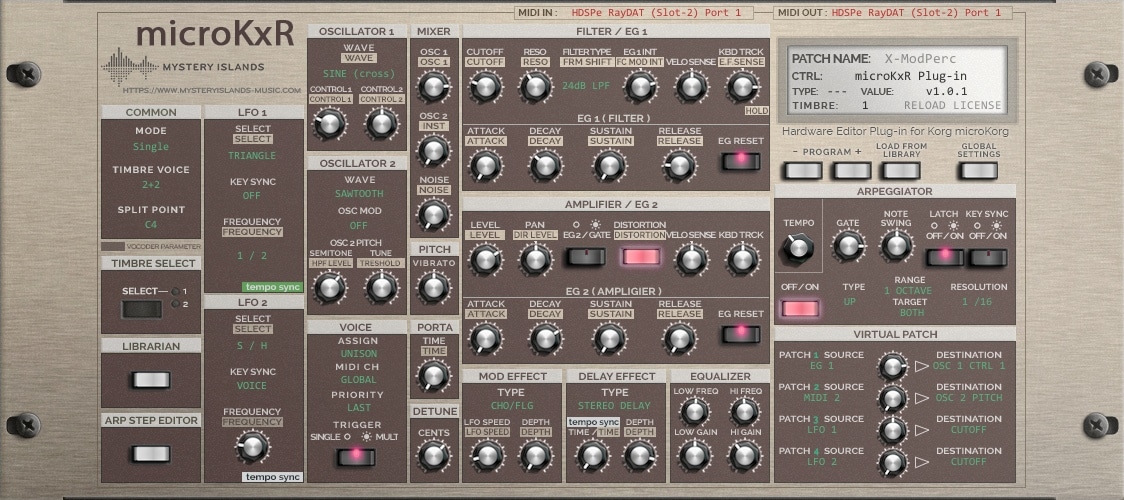 microKxR
MYSTERY ISLANDS
HTTPS://WWW.MYSTERYISLANDS-MUSIC.COM
MIDI IN : HDSPe RayDAT (Slot-2) Port 1
MIDI OUT : HDSPe RayDAT (Slot-2) Port 1
COMMON
MODE
Single
TIMBRE VOICE
2+2
SPLIT POINT
C4
VOCODER PARAMETER
TIMBRE SELECT
SELECT
1
2
LIBRARIAN
ARP STEP EDITOR
LFO 1
SELECT
SELECT
TRIANGLE
KEY SYNC
OFF
FREQUENCY
FREQUENCY
1 / 2
tempo sync
LFO 2
SELECT
SELECT
S / H
KEY SYNC
VOICE
FREQUENCY
FREQUENCY
tempo sync
OSCILLATOR 1
WAVE
WAVE
SINE (cross)
CONTROL1 CONTROL2
CONTROL1 CONTROL 2
OSCILLATOR 2
WAVE
SAWTOOTH
OSC MOD
OFF
OSC 2 PITCH
SEMITONE TUNE
HPF LEVEL TRESHOLD
VOICE
ASSIGN
UNISON
MIDI CH
GLOBAL
PRIORITY
LAST
TRIGGER
SINGLE MULT
MIXER
OSC 1
OSC 1
OSC 2
INST
NOISE
NOISE
PITCH
VIBRATO
PORTA
TIME
TIME
DETUNE
CENTS
FILTER / EG 1
CUTOFF RESO FILTER TYPE EG1 INT KBD TRCK
CUTOFF RESO FRM SHIFT FC MOD INT VELO SENSE E.F.SENSE
24dB LPF
HOLD
EG 1 ( FILTER )
ATTACK DECAY SUSTAIN RELEASE
ATTACK DECAY SUSTAIN RELEASE EG RESET
AMPLIFIER / EG 2
LEVEL PAN DISTORTION
LEVEL DIR LEVEL EG2 / GATE DISTORTION VELO SENSE KBD TRCK
EG 2 ( AMPLIGIER )
ATTACK DECAY SUSTAIN RELEASE
ATTACK DECAY SUSTAIN RELEASE EG RESET
MOD EFFECT
TYPE
CHO/FLG
LFO SPEED DEPTH
LFO SPEED DEPTH
DELAY EFFECT
TYPE
STEREO DELAY
tempo sync DEPTH
TIME / TIME DEPTH
EQUALIZER
LOW FREQ HI FREQ
LOW GAIN HI GAIN
PATCH NAME: X-ModPerc
CTRL: microKxR Plug-in
TYPE: --- VALUE: v1.0.1
TIMBRE: 1 RELOAD LICENSE
Hardware Editor Plug-in for Korg microKorg
- PROGRAM +
LOAD FROM
LIBRARY
GLOBAL
SETTINGS
ARPEGGIATOR
TEMPO
GATE
NOTE
SWING
LATCH KEY SYNC
OFF/ON OFF/ON
OFF/ON
TYPE
UP
RANGE
1 OCTAVE
TARGET
BOTH
RESOLUTION
1 /16
VIRTUAL PATCH
PATCH 1 SOURCE DESTINATION
EG 1 OSC 1 CTRL 1
PATCH 2 SOURCE DESTINATION
MIDI 2 OSC 2 PITCH
PATCH 3 SOURCE DESTINATION
LFO 1 CUTOFF
PATCH 4 SOURCE DESTINATION
LFO 2 CUTOFF